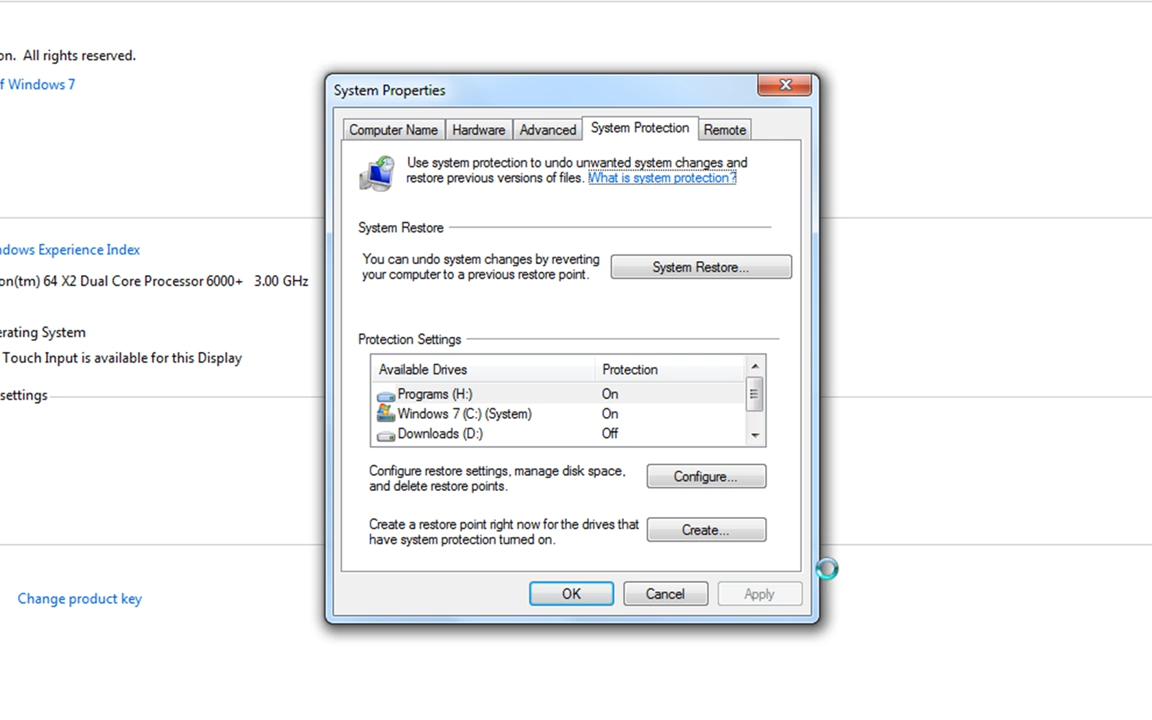 on. All rights reserved.
f Windows 7
System Properties
Computer Name Hardware Advanced System Protection Remote
Use system protection to undo unwanted system changes and
restore previous versions of files. What is system protection?
System Restore
You can undo system changes by reverting
your computer to a previous restore point.
System Restore...
dows Experience Index
on(tm) 64 X2 Dual Core Processor 6000+ 3.00 GHz
erating System
Touch Input is available for this Display
settings
Protection Settings
Available Drives Protection
Programs (H:) On
Windows 7 (C:) (System) On
Downloads (D:) Off
Configure restore settings, manage disk space,
and delete restore points.
Configure...
Create a restore point right now for the drives that
have system protection turned on.
Create...
OK Cancel Apply
Change product key